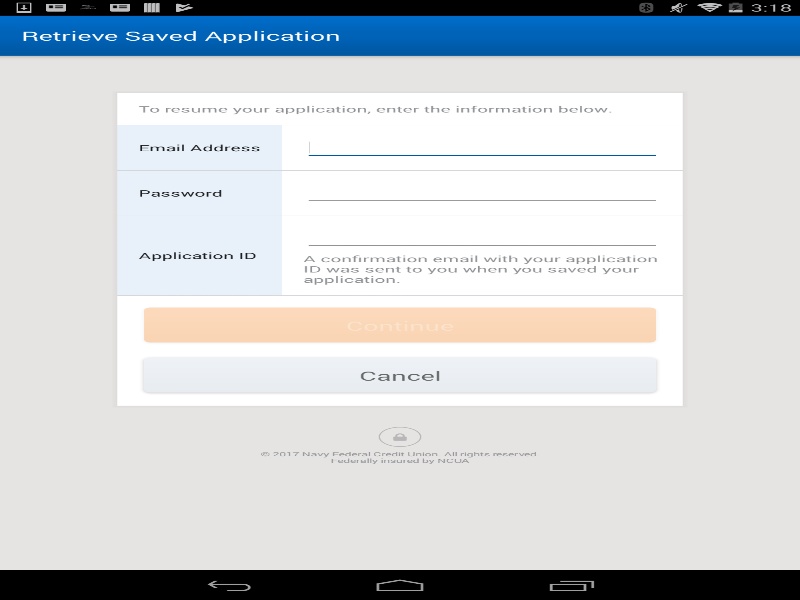 3:18
Retrieve Saved Application
To resume your application, enter the information below.
Email Address
Password
Application ID
A confirmation email with your application
ID was sent to you when you saved your
application.
Continue
Cancel
© 2017 Navy Federal Credit Union. All rights reserved.
Federally insured by NCUA